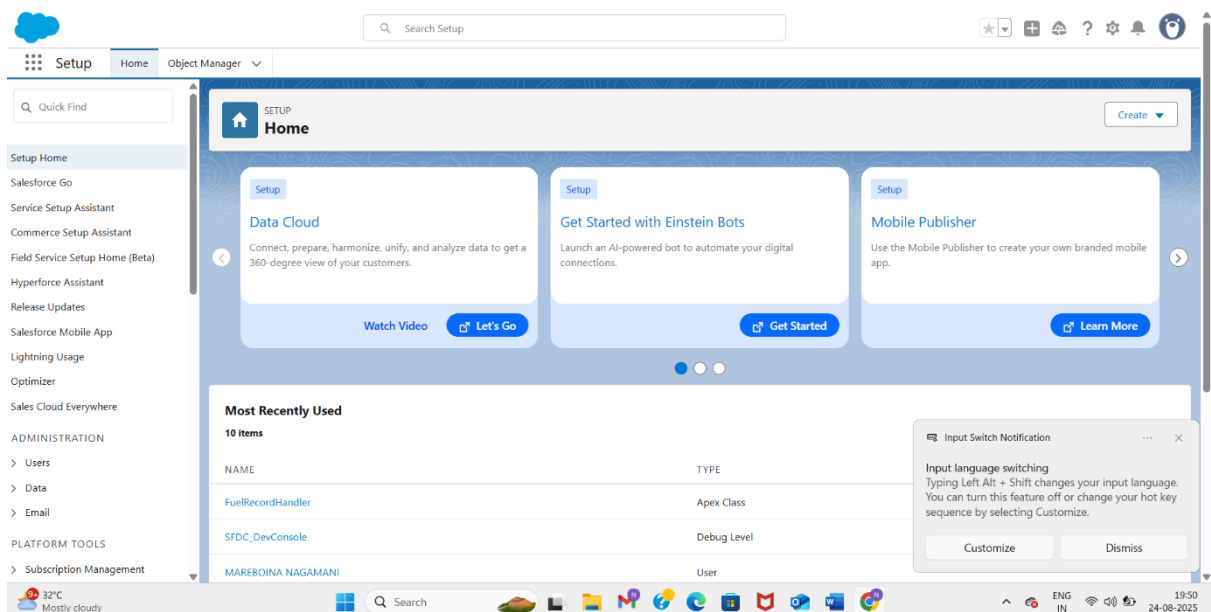 Search Setup
Setup
Home
Object Manager
Quick Find
Setup Home
Salesforce Go
Service Setup Assistant
Commerce Setup Assistant
Field Service Setup Home (Beta)
Hyperforce Assistant
Release Updates
Salesforce Mobile App
Lightning Usage
Optimizer
Sales Cloud Everywhere
ADMINISTRATION
Users
Data
Email
PLATFORM TOOLS
Subscription Management
SETUP
Home
Create
Setup
Data Cloud
Connect, prepare, harmonize, unify, and analyze data to get a
360-degree view of your customers.
Watch Video
Let's Go
Setup
Get Started with Einstein Bots
Launch an AI-powered bot to automate your digital
connections.
Get Started
Setup
Mobile Publisher
Use the Mobile Publisher to create your own branded mobile
app.
Learn More
Most Recently Used
10 items
NAME
TYPE
FuelRecordHandler
Apex Class
SFDC_DevConsole
Debug Level
MAREBOINA NAGAMANI
User
Input Switch Notification
Input language switching
Typing Left Alt + Shift changes your input language.
You can turn this feature off or change your hot key
sequence by selecting Customize.
Customize
Dismiss
9+
32°C
Mostly cloudy
Search
ENG
IN
19:50
24-08-2025